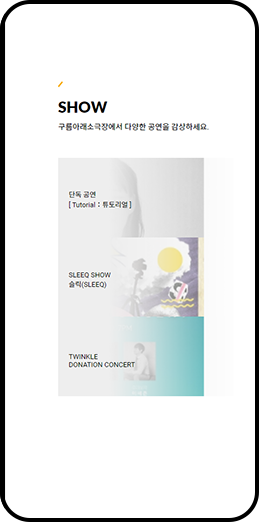 SHOW
구름아래소극장에서 다양한 공연을 감상하세요.
단독 공연
[ Tutorial : 튜토리얼 ]
SLEEQ SHOW
슬릭(SLEEQ)
TWINKLE
DONATION CONCERT